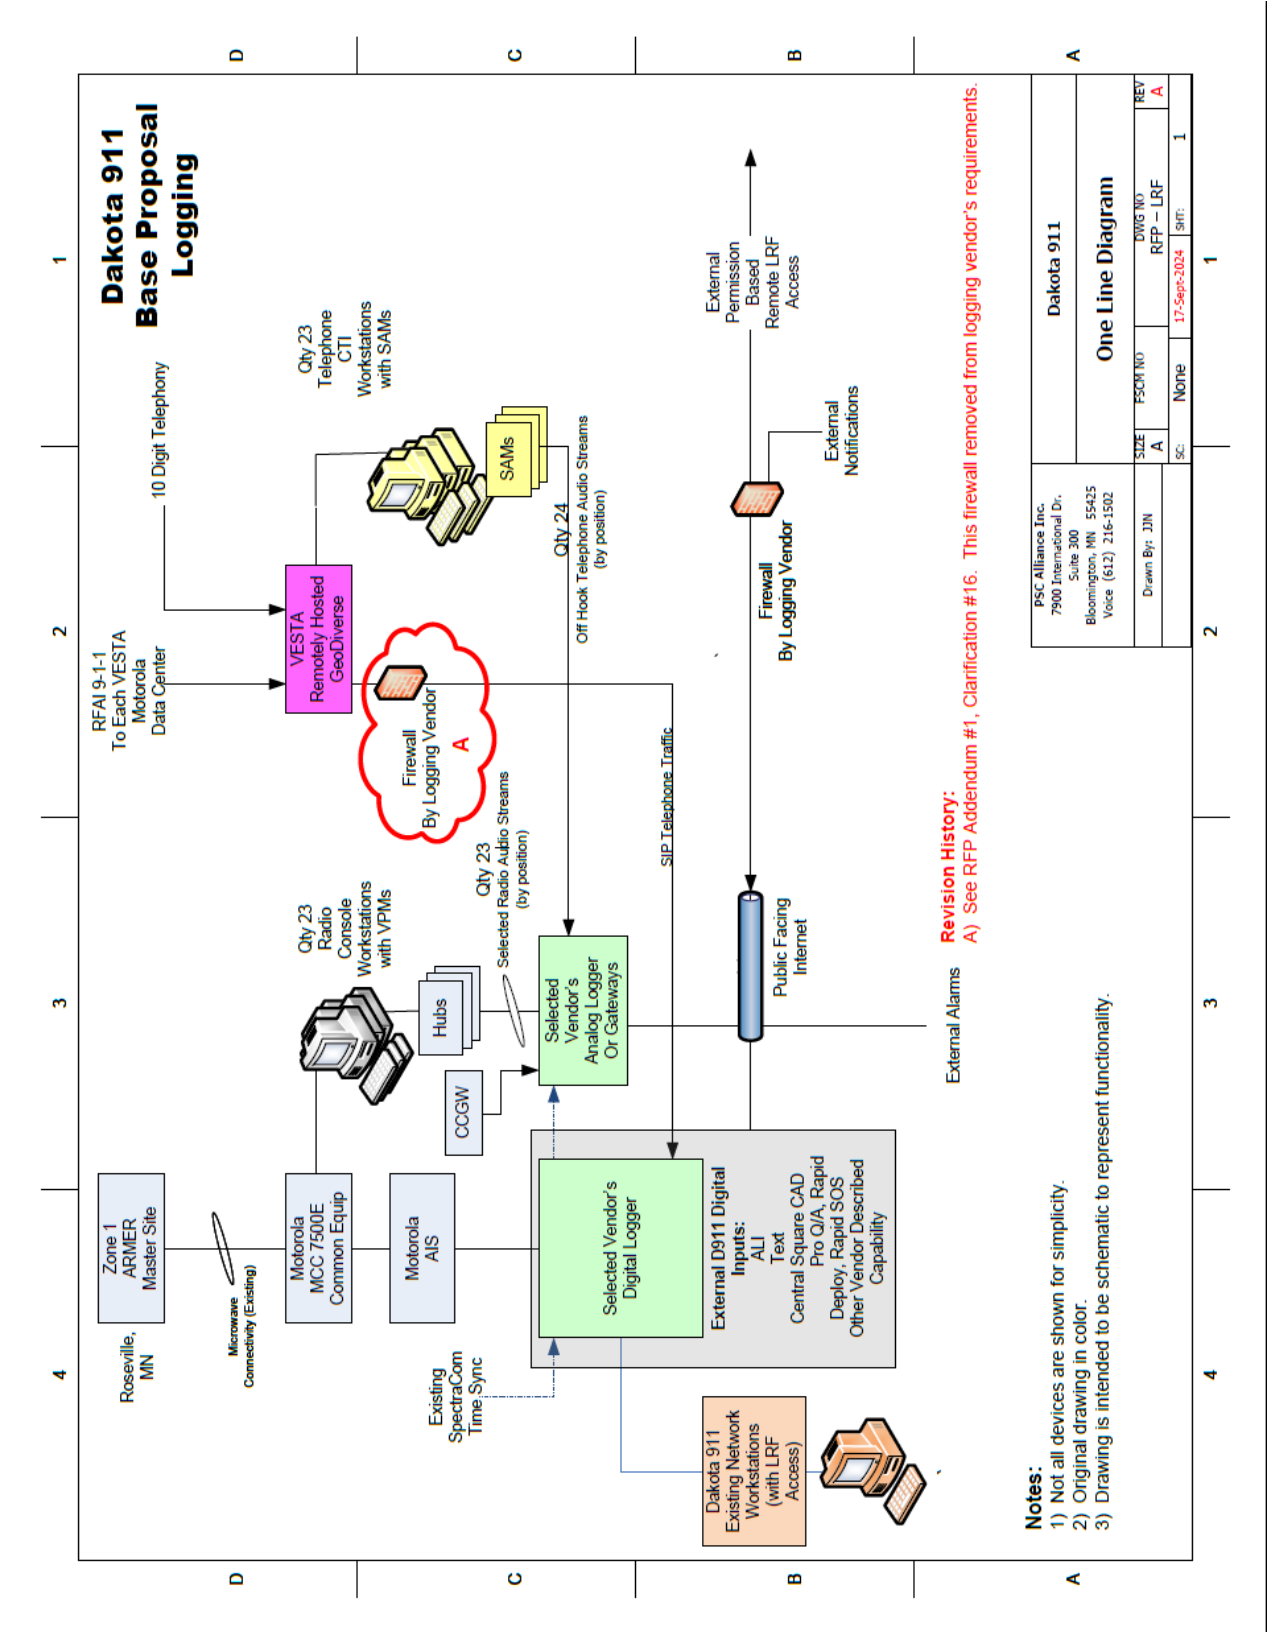 Dakota 911
Base Proposal
Logging
4
3
2
1
D
C
B
A
D
C
B
A
4
3
2
1
Roseville,
MN
Zone 1
ARMER
Master Site
Microwave
Connectivity (Existing)
Motorola
MCC 7500E
Common Equip
Motorola
AIS
Existing
SpectraCom
Time Sync
Qty 23
Radio
Console
Workstations
with VPMs
Hubs
CCGW
Qty 23
Selected Radio Audio Streams
(by position)
Selected
Vendor's
Analog Logger
Or Gateways
Selected Vendor's
Digital Logger
External D911 Digital
Inputs:
ALI
Text
Central Square CAD
Pro Q/A, Rapid
Deploy, Rapid SOS
Other Vendor Described
Capability
Dakota 911
Existing Network
Workstations
(with LRF
Access)
RFAI 9-1-1
To Each VESTA
Motorola
Data Center
10 Digit Telephony
VESTA
Remotely Hosted
GeoDiverse
Firewall
By Logging Vendor
A
Qty 23
Telephone
CTI
Workstations
with SAMs
SAMs
Qty 24
Off Hook Telephone Audio Streams
(by position)
SIP Telephone Traffic
Public Facing
Internet
Firewall
By Logging Vendor
External
Notifications
External
Permission
Based
Remote LRF
Access
External Alarms
Revision History:
A) See RFP Addendum #1, Clarification #16. This firewall removed from logging vendor's requirements.
Notes:
1) Not all devices are shown for simplicity.
2) Original drawing in color.
3) Drawing is intended to be schematic to represent functionality.
PSC Alliance Inc.
7900 International Dr.
Suite 300
Bloomington, MN 55425
Voice (612) 216-1502
Drawn By: JJN
Dakota 911
One Line Diagram
SIZE
A
FSCM NO
DWG NO
RFP – LRF
REV
A
SC:
None
17-Sept-2024
SHT:
1